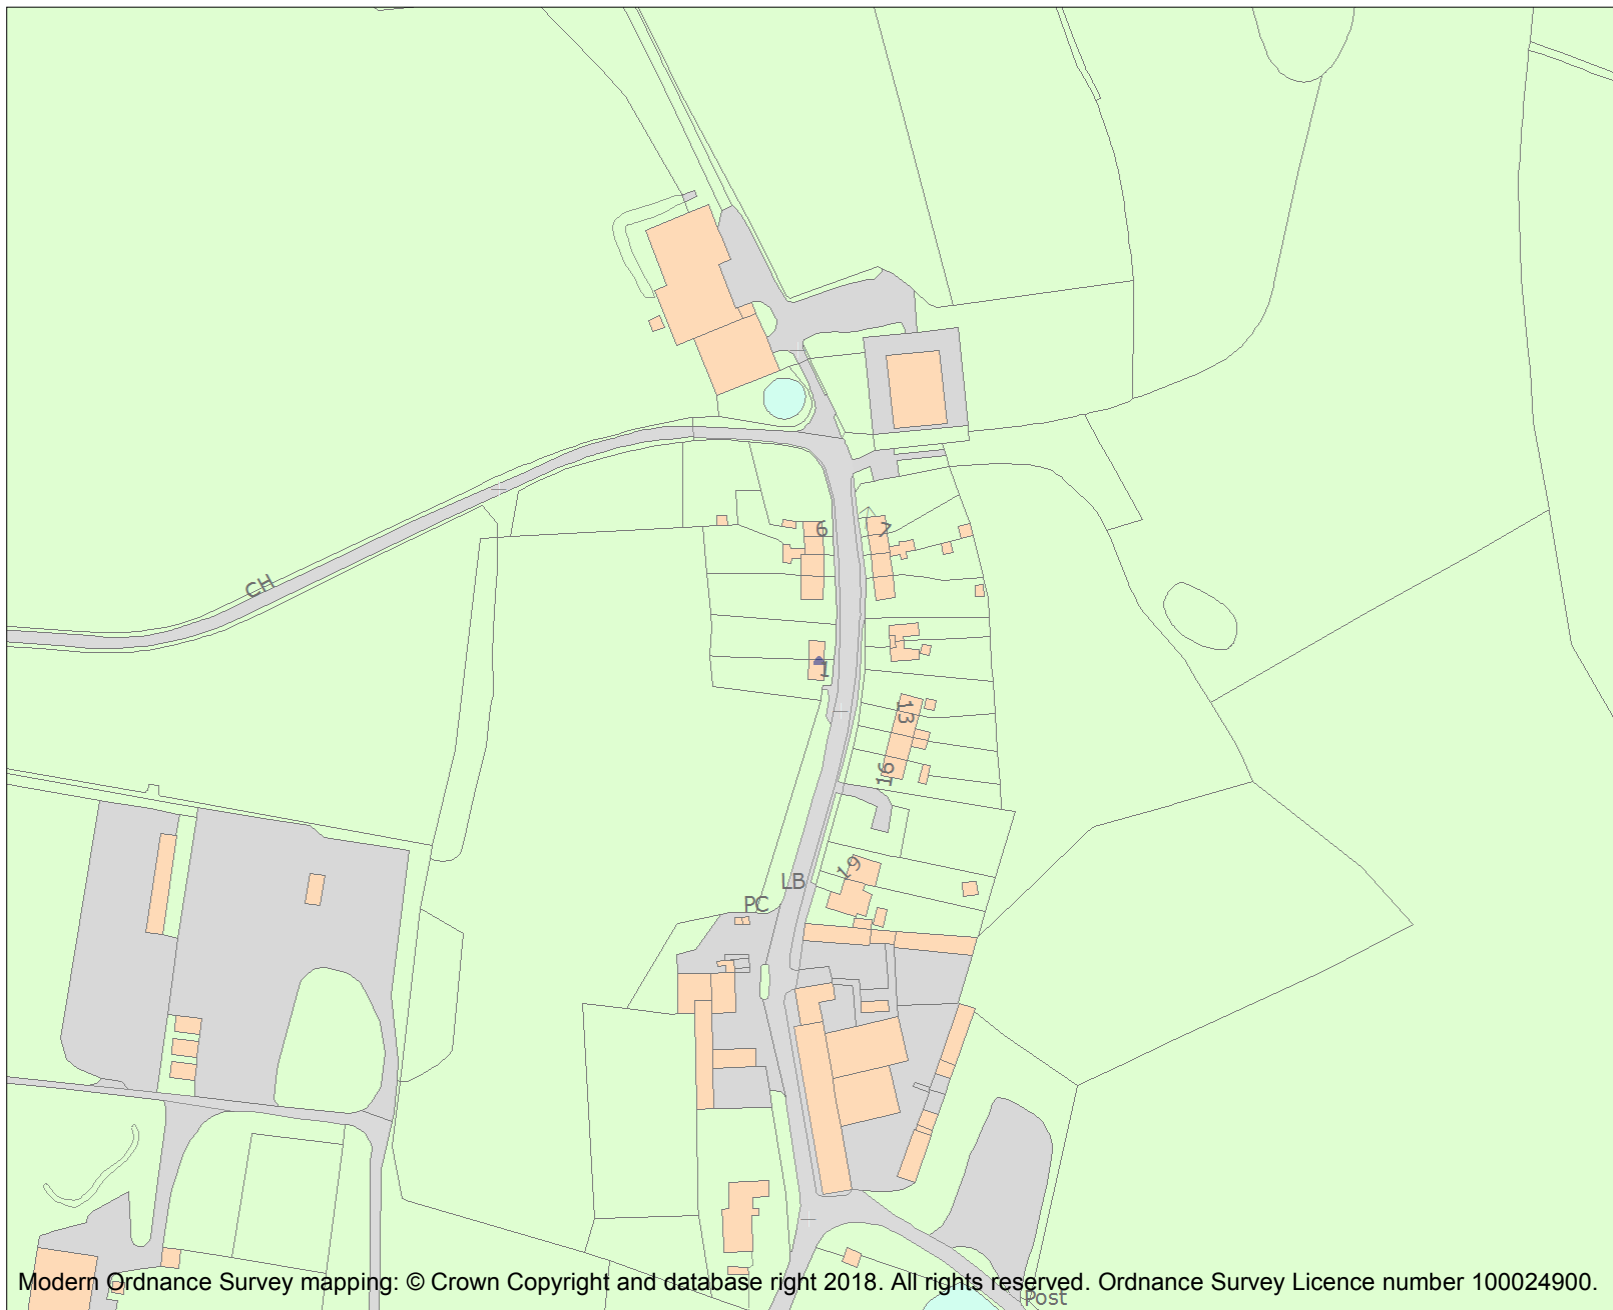 6
7
CH
1
13
16
19
LB
PC
Modern Ordnance Survey mapping: © Crown Copyright and database right 2018. All rights reserved. Ordnance Survey Licence number 100024900.
Post